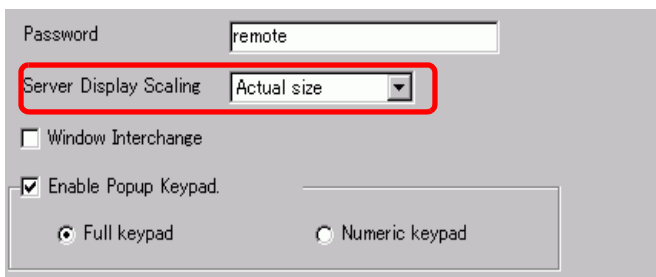 Password remote
Server Display Scaling Actual size
Window Interchange
Enable Popup Keypad.
Full keypad Numeric keypad